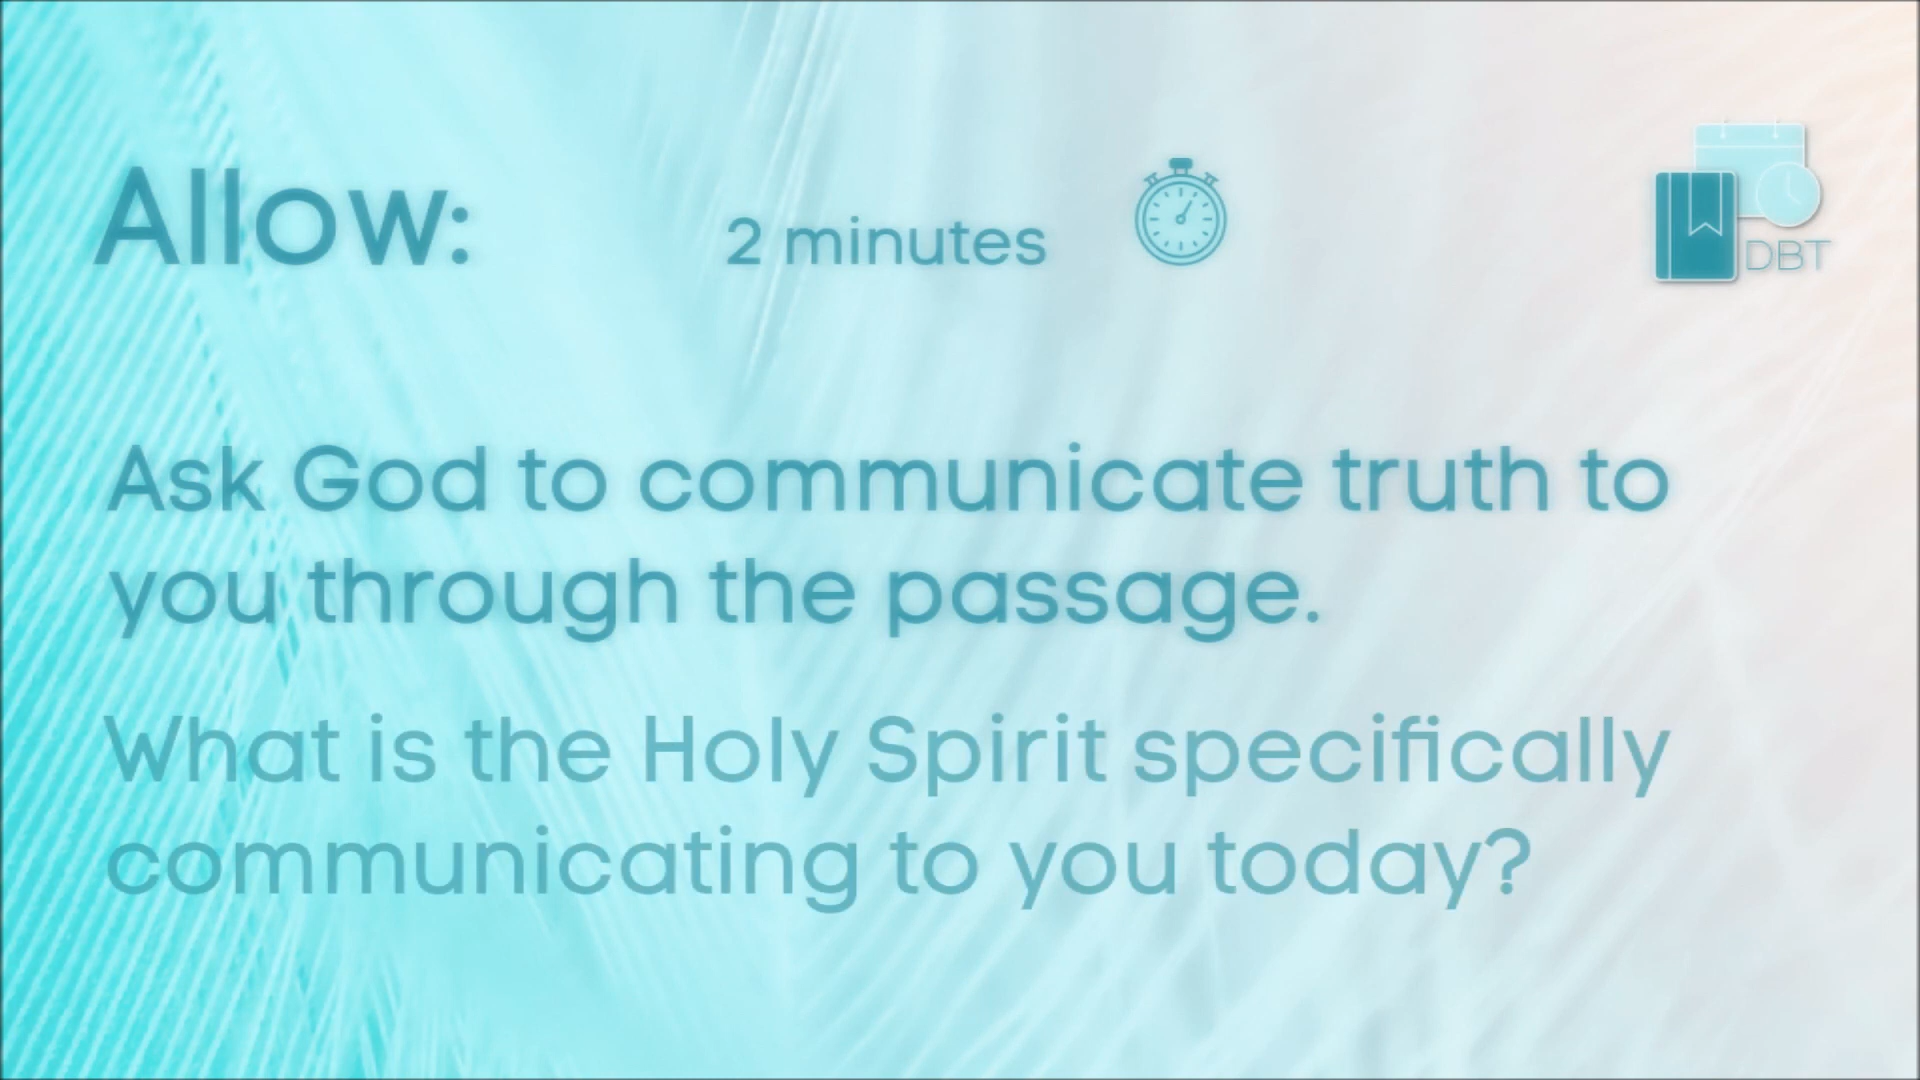 Allow:
2 minutes
DBT
Ask God to communicate truth to
you through the passage.
What is the Holy Spirit specifically
communicating to you today?